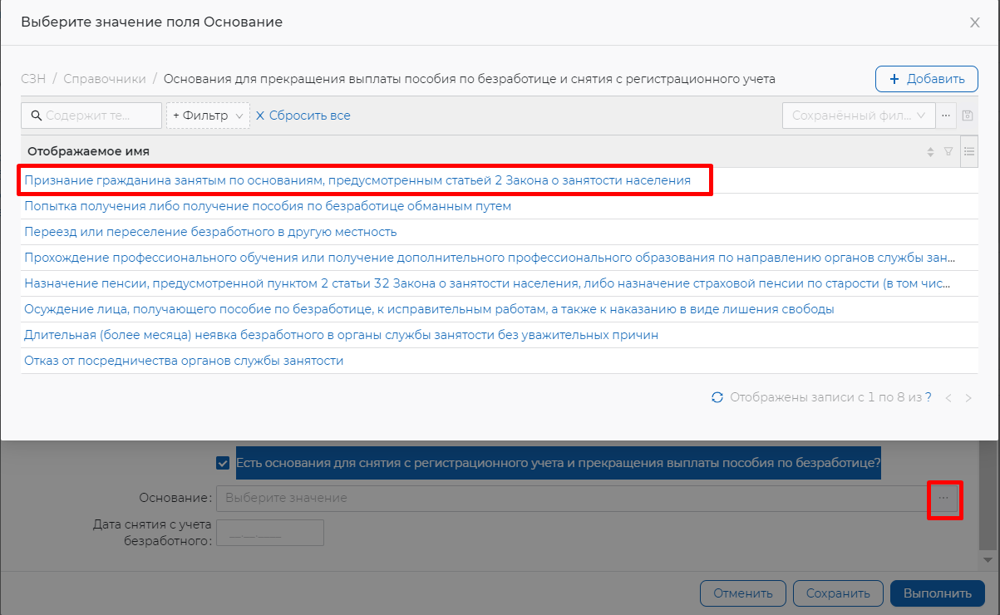 Выберите значение поля Основание
X
СЗН / Справочники / Основания для прекращения выплаты пособия по безработице и снятия с регистрационного учета
+ Добавить
Содержит те...
+ Фильтр
X Сбросить все
Сохранённый фил...
...
Отображаемое имя
Признание гражданина занятым по основаниям, предусмотренным статьей 2 Закона о занятости населения
Попытка получения либо получение пособия по безработице обманным путем
Переезд или переселение безработного в другую местность
Прохождение профессионального обучения или получение дополнительного профессионального образования по направлению органов службы зан...
Назначение пенсии, предусмотренной пунктом 2 статьи 32 Закона о занятости населения, либо назначение страховой пенсии по старости (в том чис...
Осуждение лица, получающего пособие по безработице, к исправительным работам, а также к наказанию в виде лишения свободы
Длительная (более месяца) неявка безработного в органы службы занятости без уважительных причин
Отказ от посредничества органов службы занятости
Отображены записи с 1 по 8 из ? < >
Есть основания для снятия с регистрационного учета и прекращения выплаты пособия по безработице?
Основание: Выберите значение ...
Дата снятия с учета
безработного: __.__.____
Отменить
Сохранить
Выполнить